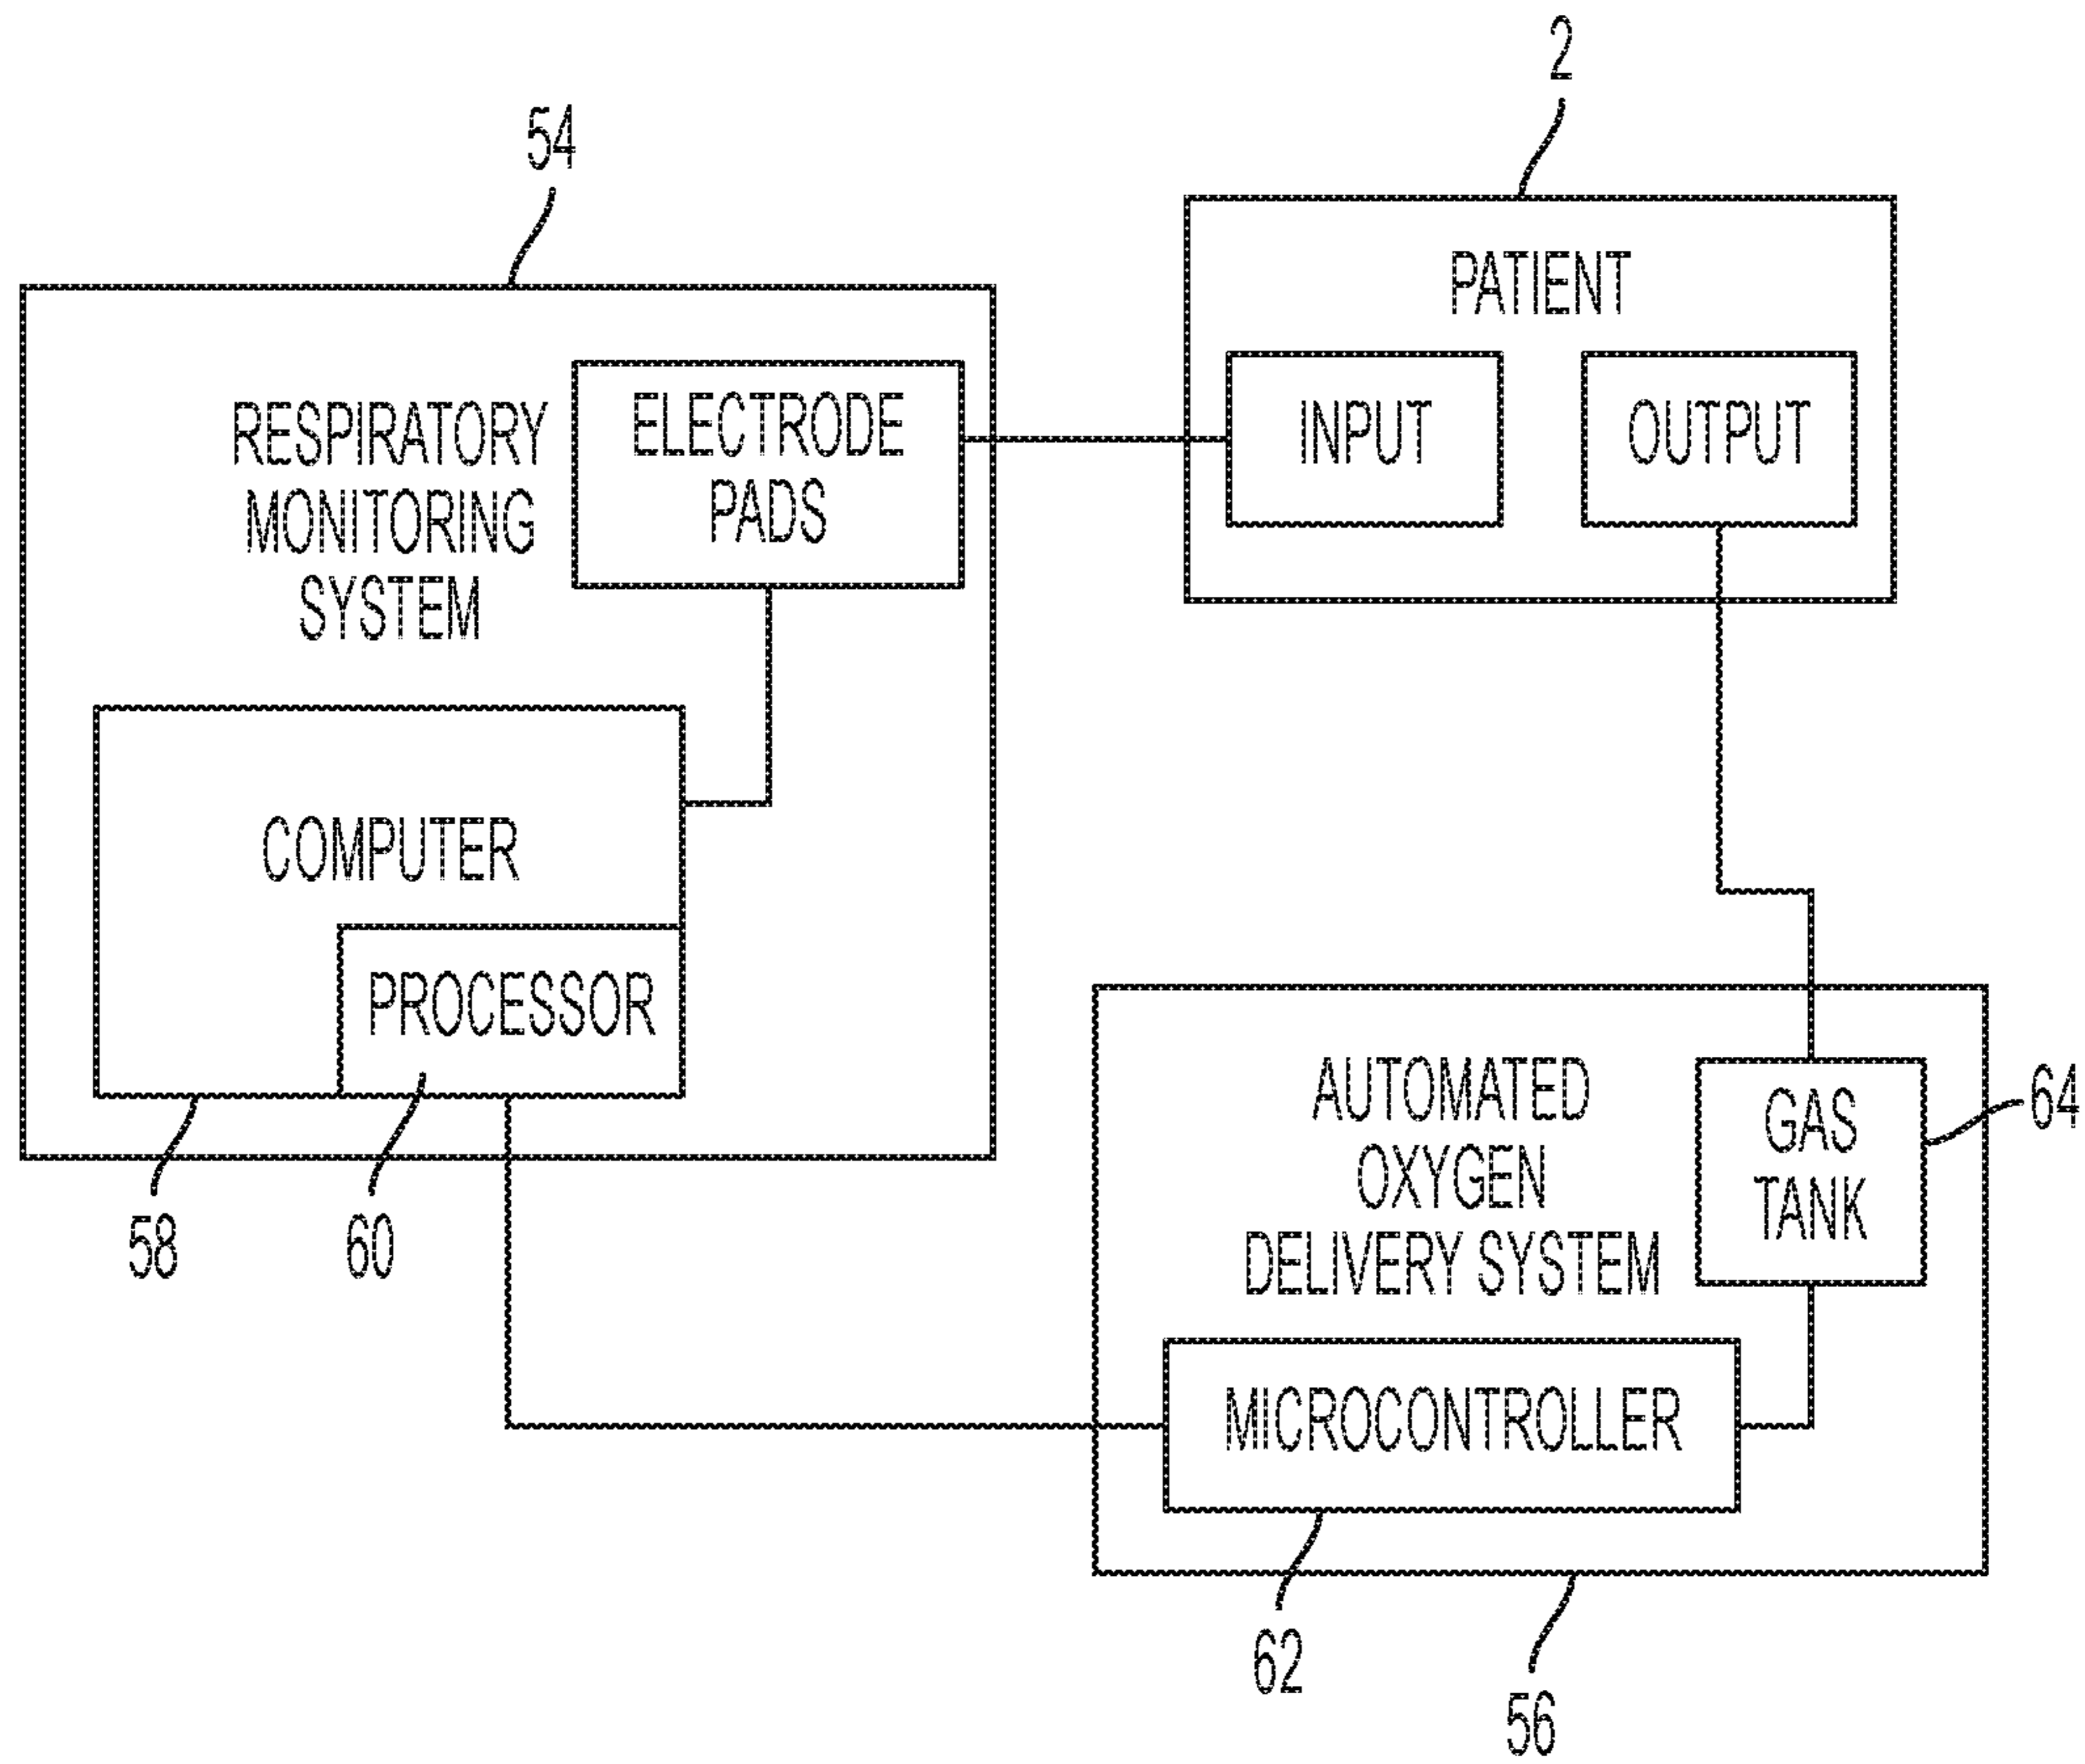 2
54
PATIENT
INPUT
OUTPUT
RESPIRATORY
MONITORING
SYSTEM
ELECTRODE
PADS
COMPUTER
PROCESSOR
58
60
AUTOMATED
OXYGEN
DELIVERY SYSTEM
GAS
TANK
64
MICROCONTROLLER
62
56